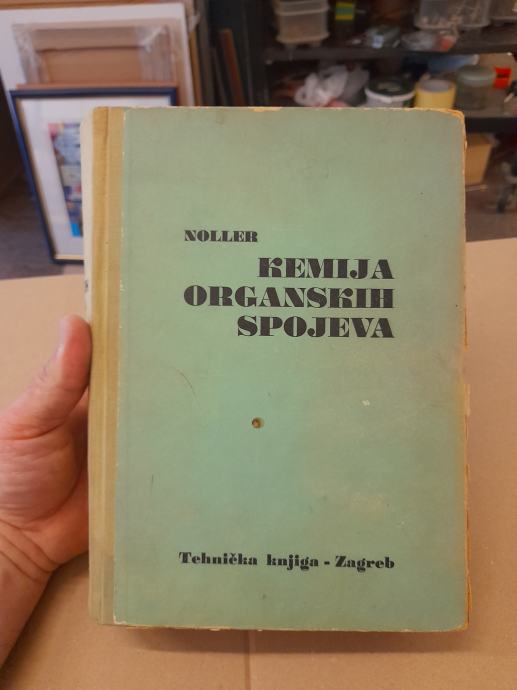 NOLLER
KEMIJA
ORGANSKIH
SPOJEVA
Tehnička knjiga - Zagreb